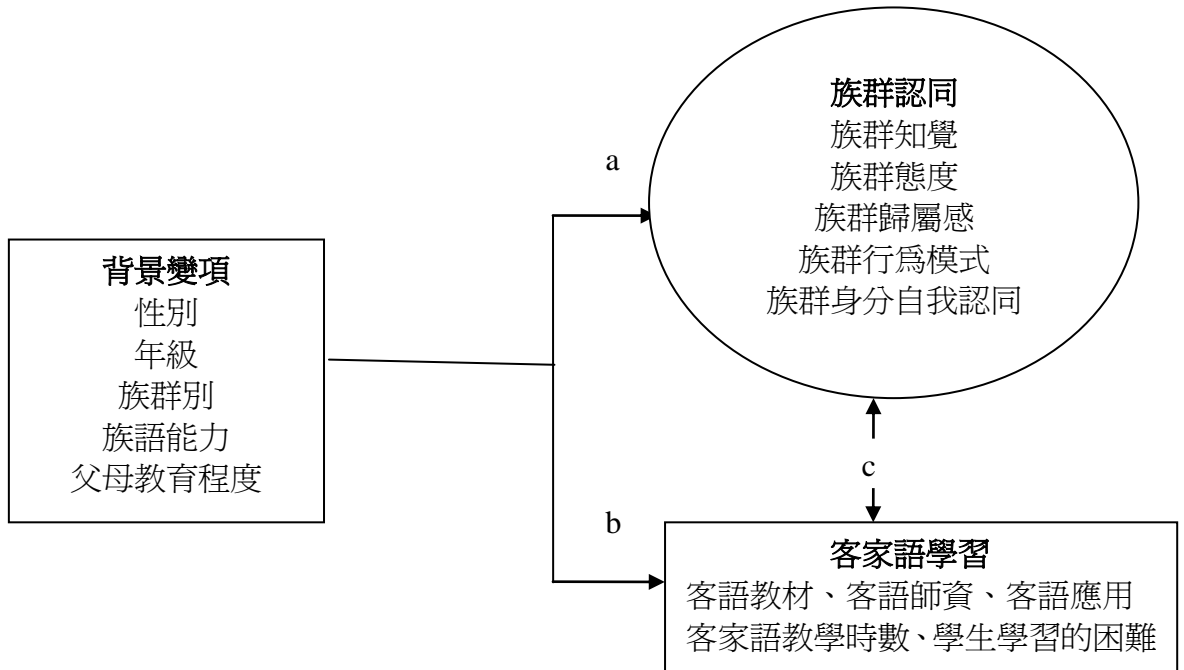 族群認同
族群知覺
族群態度
族群歸屬感
族群行為模式
族群身分自我認同
a
背景變項
性別
年級
族群別
族語能力
父母教育程度
c
b
客家語學習
客語教材、客語師資、客語應用
客家語教學時數、學生學習的困難